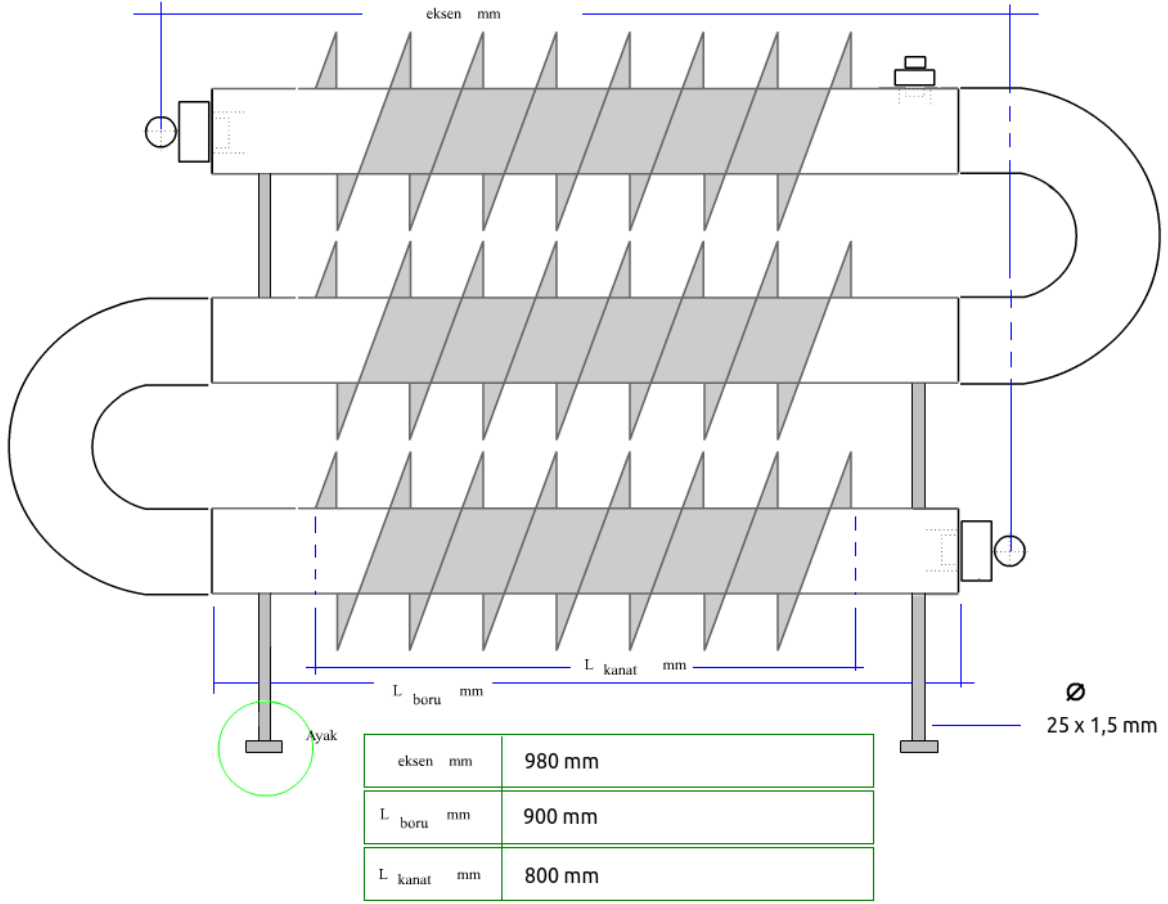 eksen mm
L kanat mm
L boru mm
Ø
25 x 1,5 mm
Ayak
eksen mm 980 mm
L boru mm 900 mm
L kanat mm 800 mm